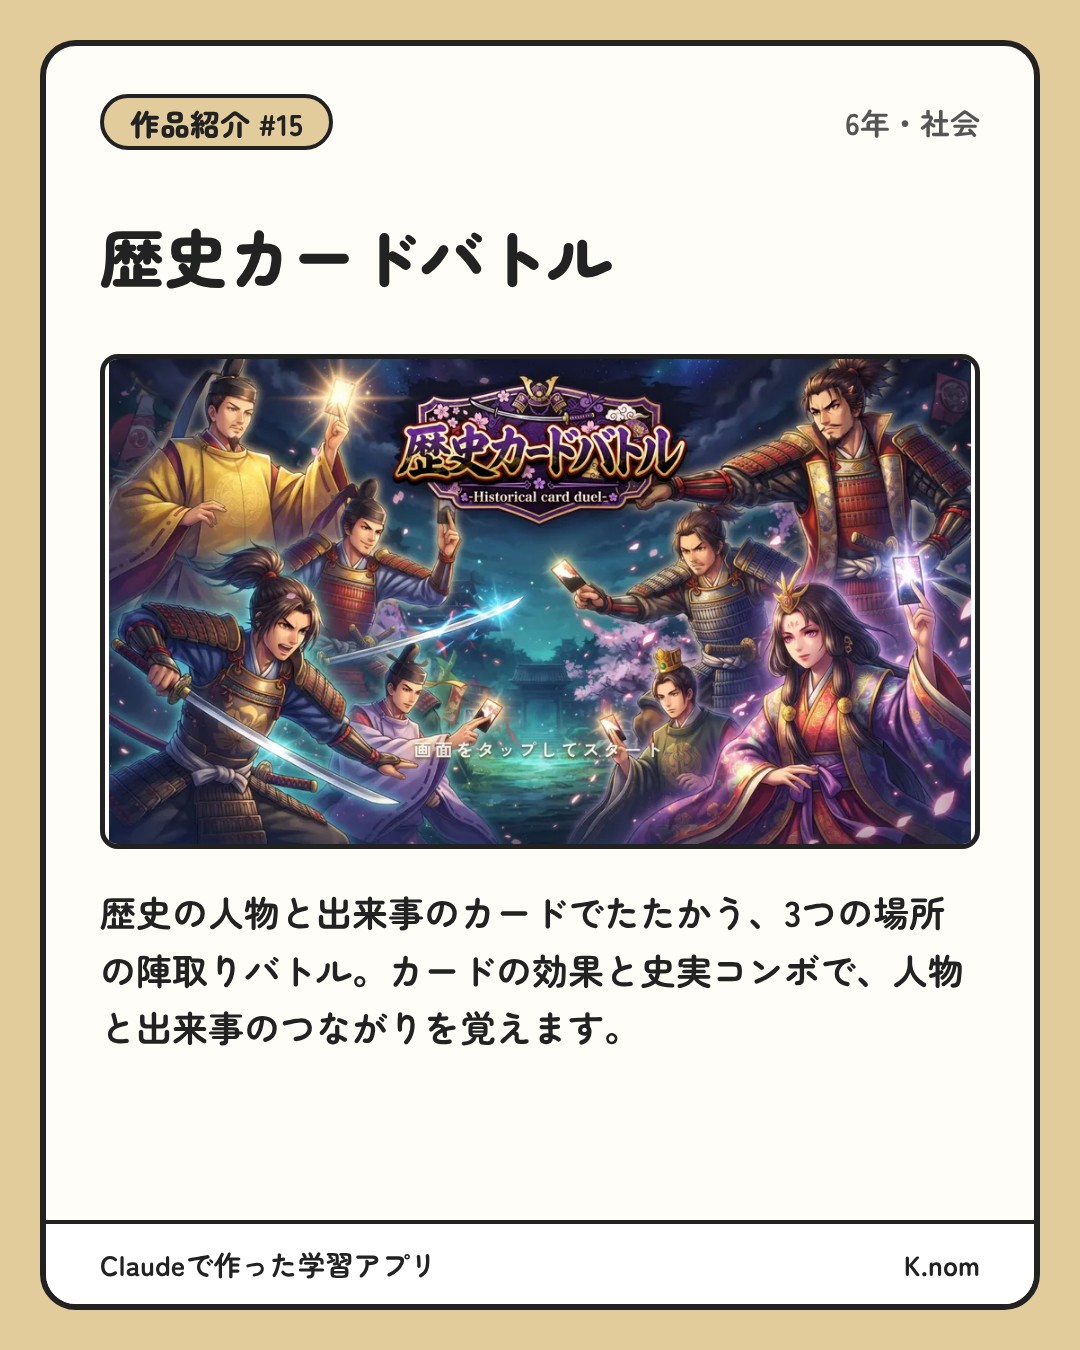 作品紹介 #15
6年・社会
歴史カードバトル
歴史カードバトル
-Historical card duel-
画面をタップしてスタート
歴史の人物と出来事のカードでたたかう、3つの場所
の陣取りバトル。カードの効果と史実コンボで、人物
と出来事のつながりを覚えます。
Claudeで作った学習アプリ
K.nom